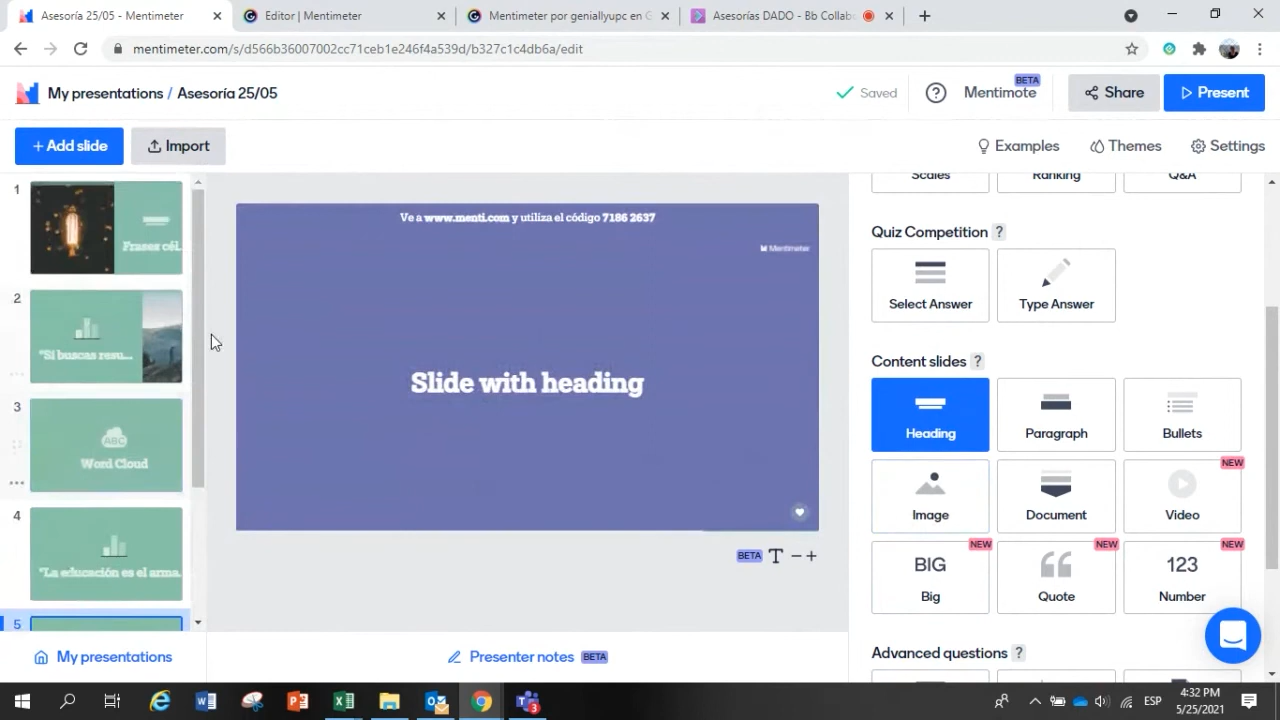 Asesoría 25/05 - Mentimeter
Editor | Mentimeter
Mentimeter por geniallyupc en G
Asesorías DADO - Bb Collab
mentimeter.com/s/d566b36007002cc71ceb1e246f4a539d/b327c1c4db6a/edit
My presentations / Asesoría 25/05
Saved
Mentimote
BETA
Share
Present
+ Add slide
Import
Examples
Themes
Settings
1
Frases cél.
2
"Si buscas resu...
3
ABC
Word Cloud
4
"La educación es el arma.
5
Ve a www.menti.com y utiliza el código 7186 2637
Mentimeter
Slide with heading
BETA T − +
Scales
Ranking
Q&A
Quiz Competition ?
Select Answer
Type Answer
Content slides ?
Heading
Paragraph
Bullets
Image
Document
NEW
Video
NEW
BIG
Big
NEW
Quote
NEW
123
Number
Advanced questions ?
My presentations
Presenter notes BETA
ESP
4:32 PM
5/25/2021
3